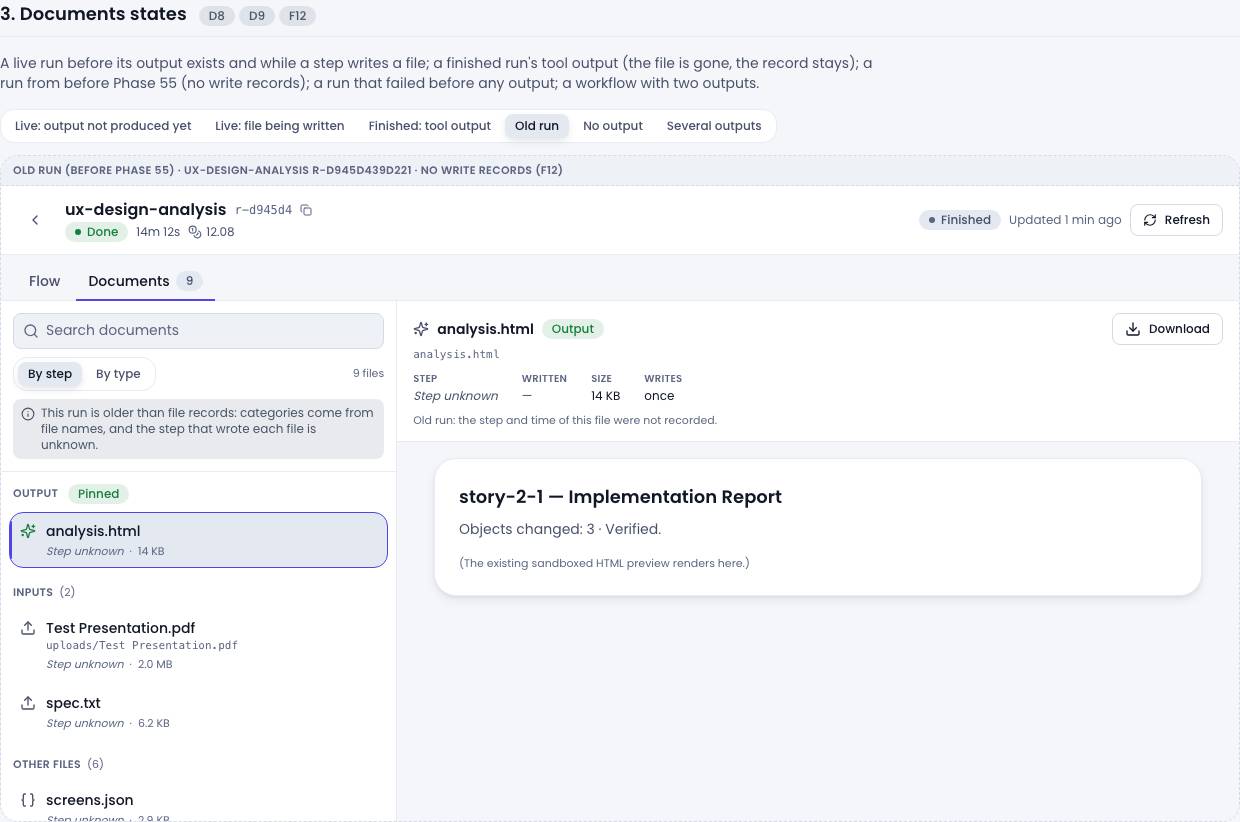 3. Documents states D8 D9 F12
A live run before its output exists and while a step writes a file; a finished run's tool output (the file is gone, the record stays); a
run from before Phase 55 (no write records); a run that failed before any output; a workflow with two outputs.
Live: output not produced yet Live: file being written Finished: tool output Old run No output Several outputs
OLD RUN (BEFORE PHASE 55) · UX-DESIGN-ANALYSIS R-D945D439D221 · NO WRITE RECORDS (F12)
ux-design-analysis r-d945d4
Done 14m 12s 12.08
Finished Updated 1 min ago Refresh
Flow Documents 9
Search documents
By step By type 9 files
This run is older than file records: categories come from
file names, and the step that wrote each file is
unknown.
OUTPUT Pinned
analysis.html
Step unknown · 14 KB
INPUTS (2)
Test Presentation.pdf
uploads/Test Presentation.pdf
Step unknown · 2.0 MB
spec.txt
Step unknown · 6.2 KB
OTHER FILES (6)
screens.json
Step unknown · 2.9 KB
analysis.html Output Download
analysis.html
STEP WRITTEN SIZE WRITES
Step unknown — 14 KB once
Old run: the step and time of this file were not recorded.
story-2-1 — Implementation Report
Objects changed: 3 · Verified.
(The existing sandboxed HTML preview renders here.)